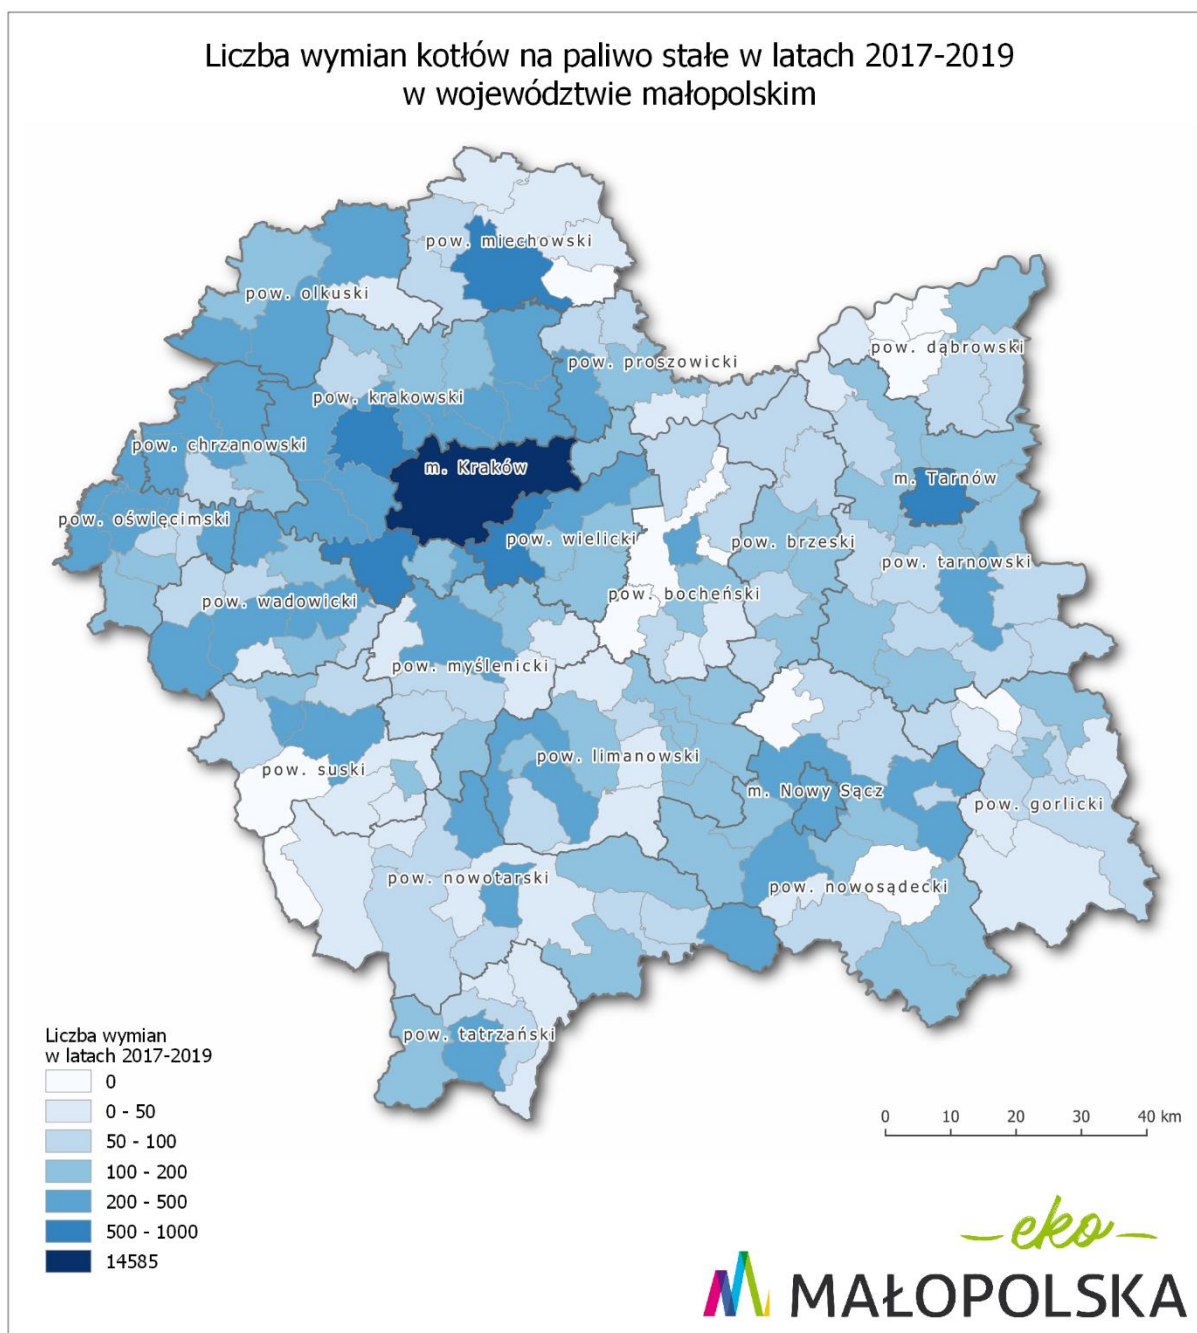 Liczba wymian kotłów na paliwo stałe w latach 2017-2019
w województwie małopolskim
pow. miechowski
pow. olkuski
pow. dąbrowski
pow. proszowicki
pow. krakowski
pow. chrzanowski
m. Kraków
m. Tarnów
pow. oświęcimski
pow. wielicki
pow. brzeski
pow. tarnowski
pow. bocheński
pow. wadowicki
pow. myślenicki
pow. limanowski
pow. suski
m. Nowy Sącz
pow. gorlicki
pow. nowotarski
pow. nowosądecki
pow. tatrzański
Liczba wymian
w latach 2017-2019
0
0 - 50
50 - 100
100 - 200
200 - 500
500 - 1000
14585
0 10 20 30 40 km
eko
MAŁOPOLSKA